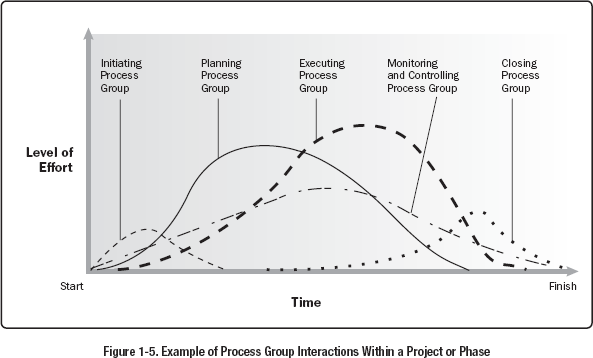 Initiating
Process
Group
Planning
Process
Group
Executing
Process
Group
Monitoring
and Controlling
Process Group
Closing
Process
Group
Level of
Effort
Start
Finish
Time
Figure 1-5. Example of Process Group Interactions Within a Project or Phase